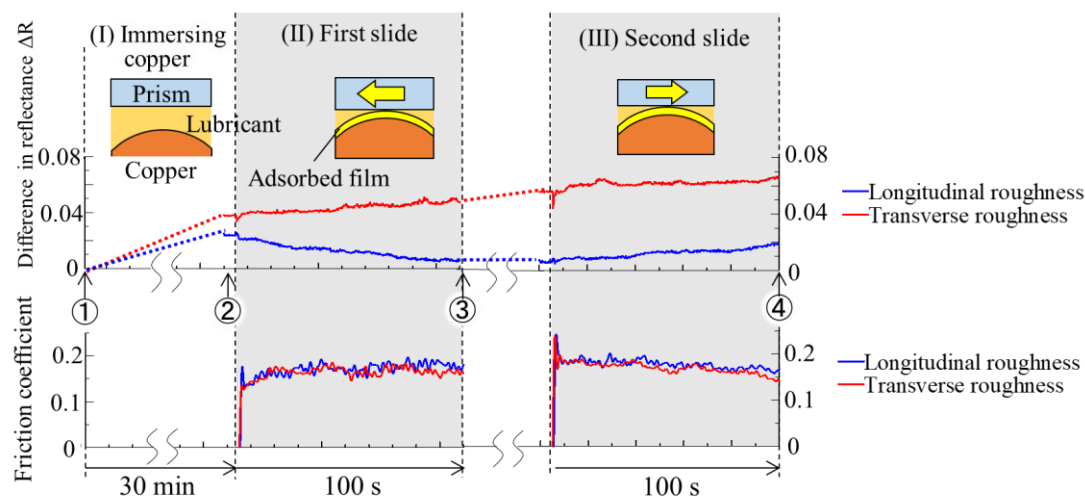 (I) Immersing
copper
(II) First slide
(III) Second slide
Prism
Lubricant
Copper
Adsorbed film
Difference in reflectance ΔR
0.08
0.04
0
0.08
0.04
0
Longitudinal roughness
Transverse roughness
①
②
③
④
Friction coefficient
0.2
0.1
0
0.2
0.1
0
Longitudinal roughness
Transverse roughness
30 min
100 s
100 s